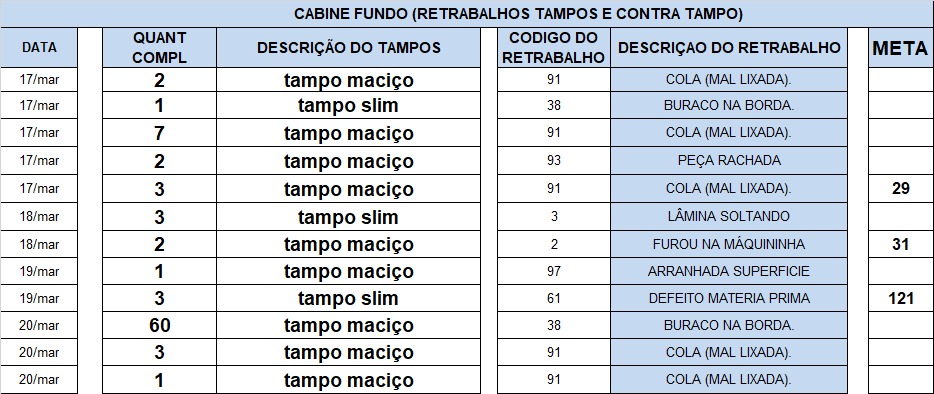 CABINE FUNDO (RETRABALHOS TAMPOS E CONTRA TAMPO)
DATA QUANT COMPL DESCRIÇÃO DO TAMPOS CODIGO DO RETRABALHO DESCRIÇAO DO RETRABALHO META
17/mar 2 tampo maciço 91 COLA (MAL LIXADA).
17/mar 1 tampo slim 38 BURACO NA BORDA.
17/mar 7 tampo maciço 91 COLA (MAL LIXADA).
17/mar 2 tampo maciço 93 PEÇA RACHADA
17/mar 3 tampo maciço 91 COLA (MAL LIXADA). 29
18/mar 3 tampo slim 3 LÂMINA SOLTANDO
18/mar 2 tampo maciço 2 FUROU NA MÁQUININHA 31
19/mar 1 tampo maciço 97 ARRANHADA SUPERFICIE
19/mar 3 tampo slim 61 DEFEITO MATERIA PRIMA 121
20/mar 60 tampo maciço 38 BURACO NA BORDA.
20/mar 3 tampo maciço 91 COLA (MAL LIXADA).
20/mar 1 tampo maciço 91 COLA (MAL LIXADA).